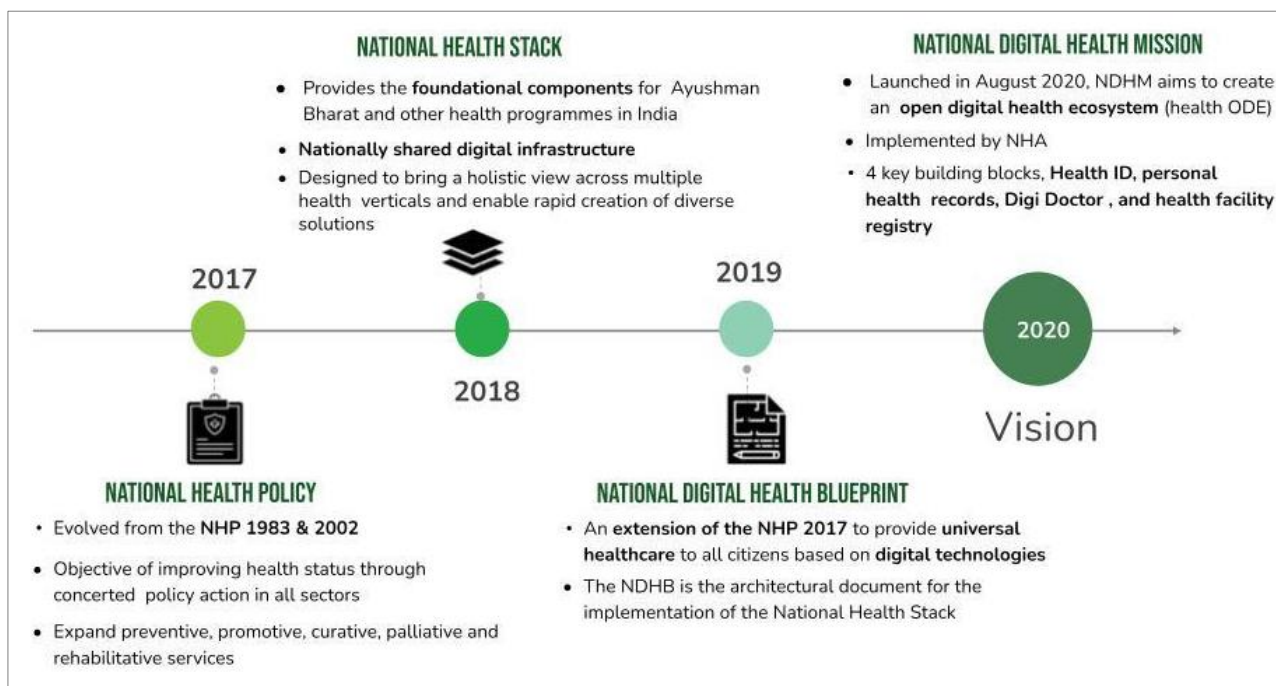 NATIONAL HEALTH STACK
• Provides the foundational components for Ayushman
Bharat and other health programmes in India
• Nationally shared digital infrastructure
• Designed to bring a holistic view across multiple
health verticals and enable rapid creation of diverse
solutions
NATIONAL DIGITAL HEALTH MISSION
• Launched in August 2020, NDHM aims to create
an open digital health ecosystem (health ODE)
• Implemented by NHA
• 4 key building blocks, Health ID, personal
health records, Digi Doctor , and health facility
registry
2017
2018
2019
2020
Vision
NATIONAL HEALTH POLICY
• Evolved from the NHP 1983 & 2002
• Objective of improving health status through
concerted policy action in all sectors
• Expand preventive, promotive, curative, palliative and
rehabilitative services
NATIONAL DIGITAL HEALTH BLUEPRINT
• An extension of the NHP 2017 to provide universal
healthcare to all citizens based on digital technologies
• The NDHB is the architectural document for the
implementation of the National Health Stack